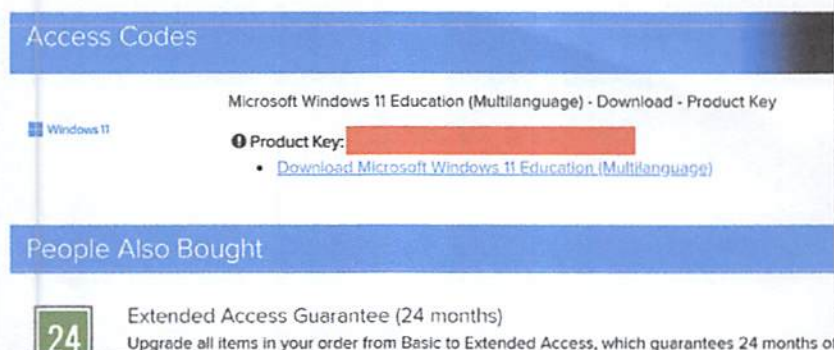 Access Codes
Microsoft Windows 11 Education (Multilanguage) - Download - Product Key
Windows 11
Product Key:
• Download Microsoft Windows 11 Education (Multilanguage)
People Also Bought
24
Extended Access Guarantee (24 months)
Upgrade all items in your order from Basic to Extended Access, which guarantees 24 months of